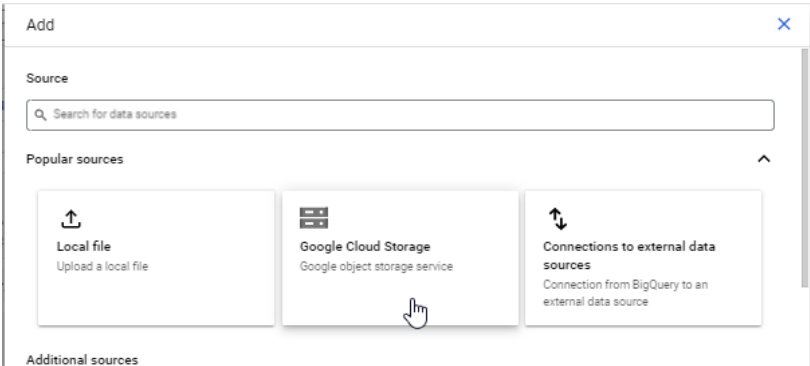 Add
Source
Search for data sources
Popular sources
Local file
Upload a local file
Google Cloud Storage
Google object storage service
Connections to external data
sources
Connection from BigQuery to an
external data source
Additional sources